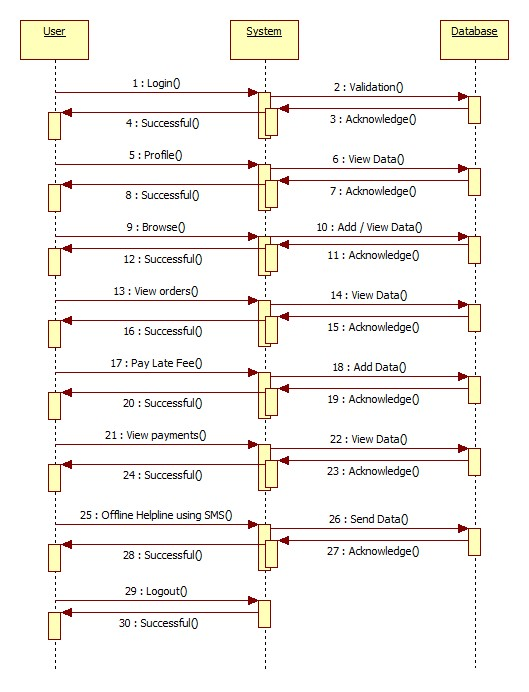 User
System
Database
1 : Login()
2 : Validation()
3 : Acknowledge()
4 : Successful()
5 : Profile()
6 : View Data()
7 : Acknowledge()
8 : Successful()
9 : Browse()
10 : Add / View Data()
11 : Acknowledge()
12 : Successful()
13 : View orders()
14 : View Data()
15 : Acknowledge()
16 : Successful()
17 : Pay Late Fee()
18 : Add Data()
19 : Acknowledge()
20 : Successful()
21 : View payments()
22 : View Data()
23 : Acknowledge()
24 : Successful()
25 : Offline Helpline using SMS()
26 : Send Data()
27 : Acknowledge()
28 : Successful()
29 : Logout()
30 : Successful()